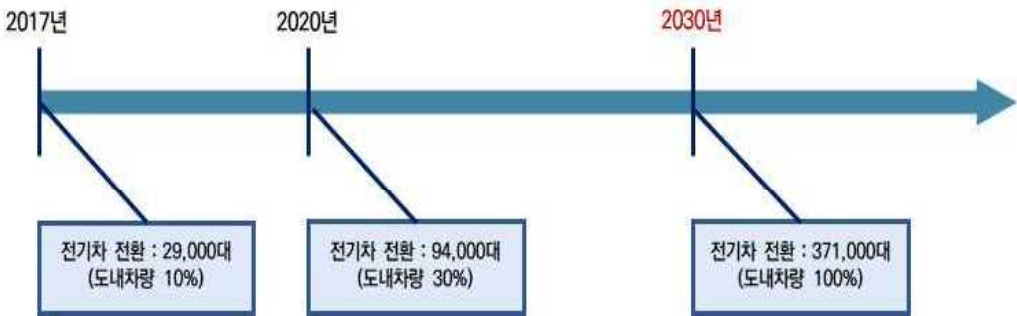 2017년
2020년
2030년
전기차 전환 : 29,000대
(도내차량 10%)
전기차 전환 : 94,000대
(도내차량 30%)
전기차 전환 : 371,000대
(도내차량 100%)